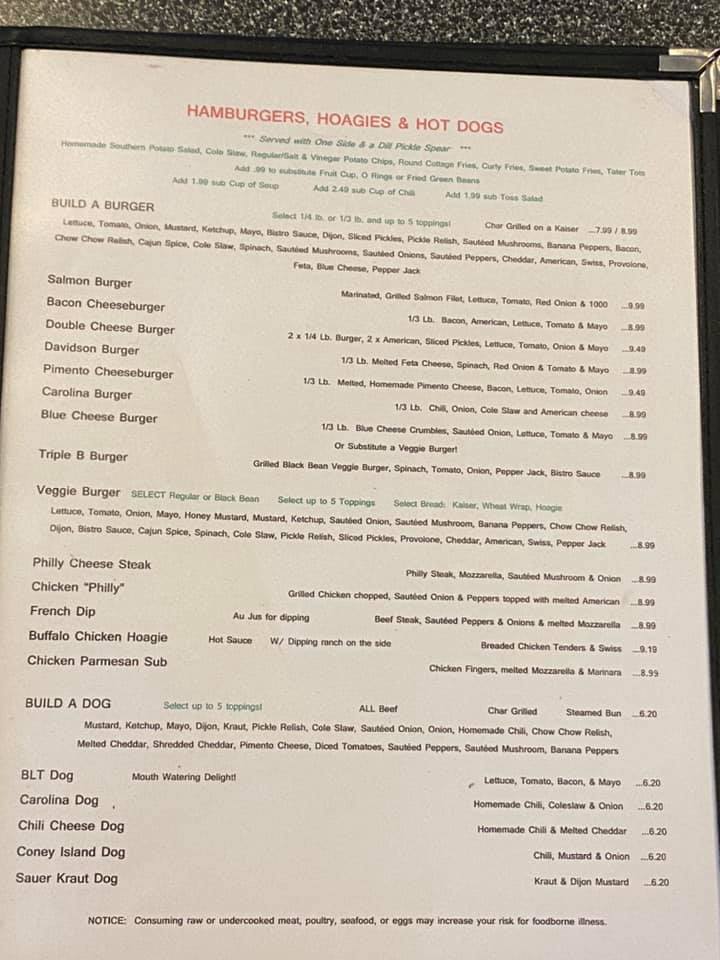 HAMBURGERS, HOAGIES & HOT DOGS
*** Served with One Side & a Dill Pickle Spear ***
Homemade Southern Potato Salad, Cole Slaw, Regular/Salt & Vinegar Potato Chips, Round Cottage Fries, Curly Fries, Sweet Potato Fries, Tater Tots
Add .99 to substitute Fruit Cup, O Rings or Fried Green Beans
Add 1.99 sub Cup of Soup Add 2.49 sub Cup of Chili Add 1.99 sub Toss Salad
BUILD A BURGER Select 1/4 lb. or 1/3 lb. and up to 5 toppings! Char Grilled on a Kaiser ...7.99 / 8.99
Lettuce, Tomato, Onion, Mustard, Ketchup, Mayo, Bistro Sauce, Dijon, Sliced Pickles, Pickle Relish, Sautéed Mushrooms, Banana Peppers, Bacon,
Chow Chow Relish, Cajun Spice, Cole Slaw, Spinach, Sautéed Mushrooms, Sautéed Onions, Sautéed Peppers, Cheddar, American, Swiss, Provolone,
Feta, Blue Cheese, Pepper Jack
Salmon Burger Marinated, Grilled Salmon Filet, Lettuce, Tomato, Red Onion & 1000 ...9.99
Bacon Cheeseburger 1/3 Lb. Bacon, American, Lettuce, Tomato & Mayo ...8.99
Double Cheese Burger 2 x 1/4 Lb. Burger, 2 x American, Sliced Pickles, Lettuce, Tomato, Onion & Mayo ...9.49
Davidson Burger 1/3 Lb. Melted Feta Cheese, Spinach, Red Onion & Tomato & Mayo ...8.99
Pimento Cheeseburger 1/3 Lb. Melted, Homemade Pimento Cheese, Bacon, Lettuce, Tomato, Onion ...9.49
Carolina Burger 1/3 Lb. Chili, Onion, Cole Slaw and American cheese ...8.99
Blue Cheese Burger 1/3 Lb. Blue Cheese Crumbles, Sautéed Onion, Lettuce, Tomato & Mayo ...8.99
Or Substitute a Veggie Burger!
Triple B Burger Grilled Black Bean Veggie Burger, Spinach, Tomato, Onion, Pepper Jack, Bistro Sauce ...8.99
Veggie Burger SELECT Regular or Black Bean Select up to 5 Toppings Select Bread: Kaiser, Wheat Wrap, Hoagie
Lettuce, Tomato, Onion, Mayo, Honey Mustard, Mustard, Ketchup, Sautéed Onion, Sautéed Mushroom, Banana Peppers, Chow Chow Relish,
Dijon, Bistro Sauce, Cajun Spice, Spinach, Cole Slaw, Pickle Relish, Sliced Pickles, Provolone, Cheddar, American, Swiss, Pepper Jack ...8.99
Philly Cheese Steak Philly Steak, Mozzarella, Sautéed Mushroom & Onion ...8.99
Chicken "Philly" Grilled Chicken chopped, Sautéed Onion & Peppers topped with melted American ...8.99
French Dip Au Jus for dipping Beef Steak, Sautéed Peppers & Onions & melted Mozzarella ...8.99
Buffalo Chicken Hoagie Hot Sauce W/ Dipping ranch on the side Breaded Chicken Tenders & Swiss ...9.19
Chicken Parmesan Sub Chicken Fingers, melted Mozzarella & Marinara ...8.99
BUILD A DOG Select up to 5 toppings! ALL Beef Char Grilled Steamed Bun ...6.20
Mustard, Ketchup, Mayo, Dijon, Kraut, Pickle Relish, Cole Slaw, Sautéed Onion, Onion, Homemade Chili, Chow Chow Relish,
Melted Cheddar, Shredded Cheddar, Pimento Cheese, Diced Tomatoes, Sautéed Peppers, Sautéed Mushroom, Banana Peppers
BLT Dog Mouth Watering Delight! Lettuce, Tomato, Bacon, & Mayo ...6.20
Carolina Dog Homemade Chili, Coleslaw & Onion ...6.20
Chili Cheese Dog Homemade Chili & Melted Cheddar ...6.20
Coney Island Dog Chili, Mustard & Onion ...6.20
Sauer Kraut Dog Kraut & Dijon Mustard ...6.20
NOTICE: Consuming raw or undercooked meat, poultry, seafood, or eggs may increase your risk for foodborne illness.